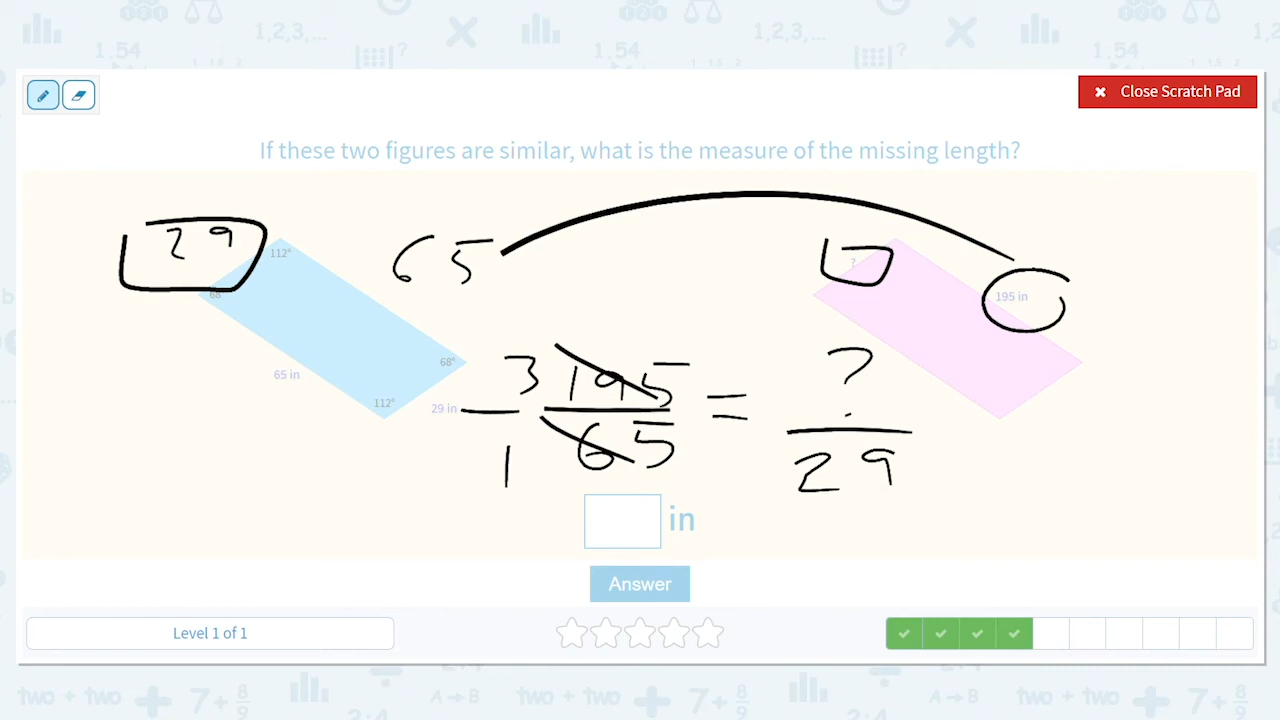 Close Scratch Pad
If these two figures are similar, what is the measure of the missing length?
29
112°
65
?
68°
195 in
65 in
68°
112°
29 in
3
1
195
65
=
?
29
in
Answer
Level 1 of 1